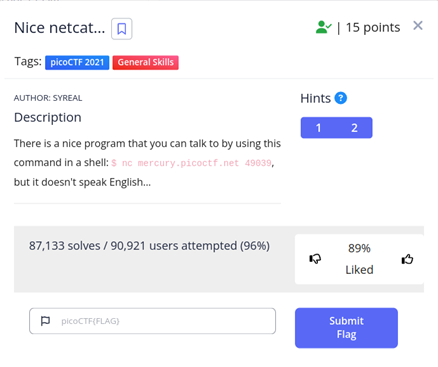 Nice netcat...
| 15 points
Tags: picoCTF 2021 General Skills
AUTHOR: SYREAL
Description
There is a nice program that you can talk to by using this
command in a shell: $ nc mercury.picoctf.net 49039,
but it doesn't speak English...
Hints ?
1 2
87,133 solves / 90,921 users attempted (96%)
89%
Liked
picoCTF{FLAG}
Submit
Flag